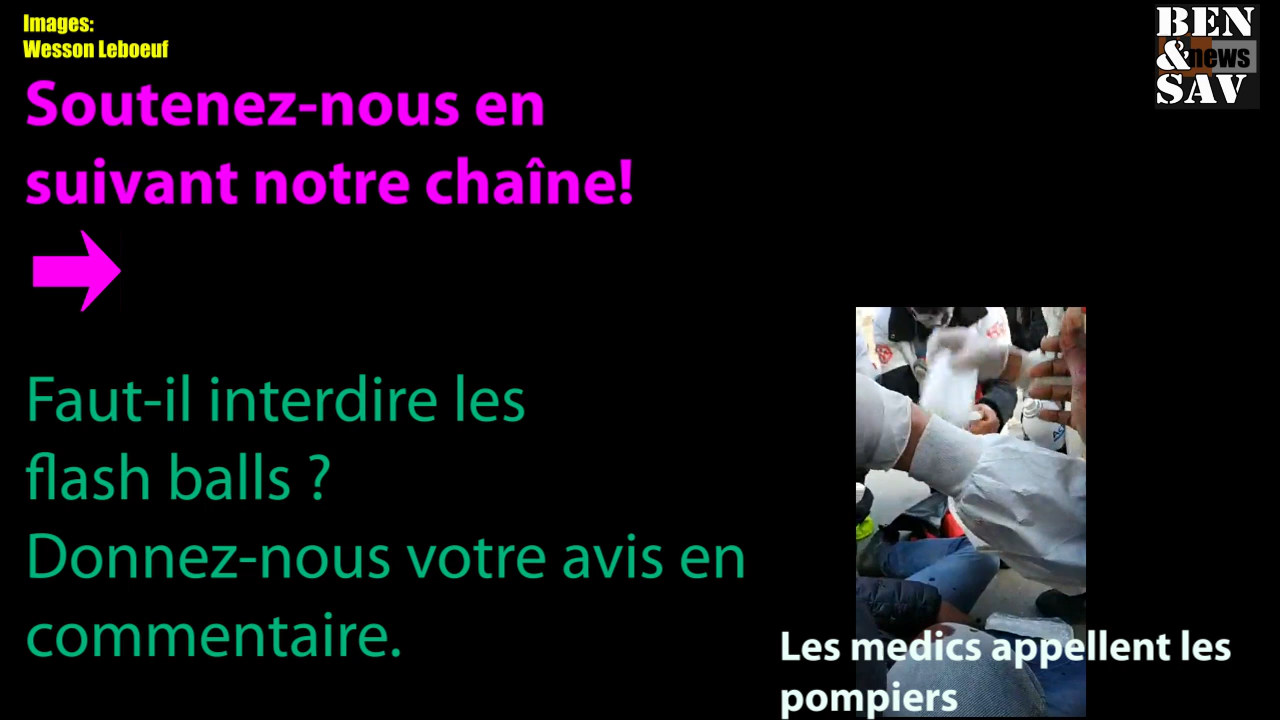 Images:
Wesson Leboeuf
BEN
&news
SAV
Soutenez-nous en
suivant notre chaîne!
Faut-il interdire les
flash balls ?
Donnez-nous votre avis en
commentaire.
Les medics appellent les
pompiers